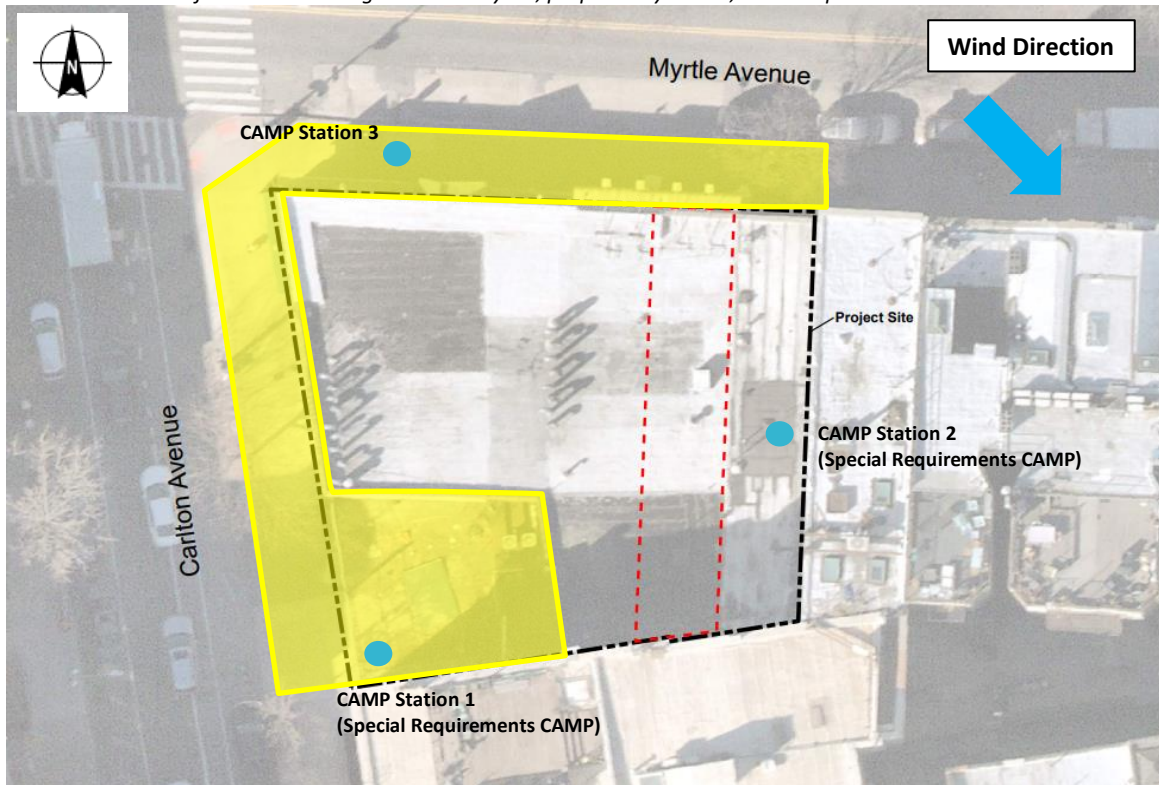 Wind Direction
N
Myrtle Avenue
CAMP Station 3
Project Site
CAMP Station 2
(Special Requirements CAMP)
Carlton Avenue
CAMP Station 1
(Special Requirements CAMP)